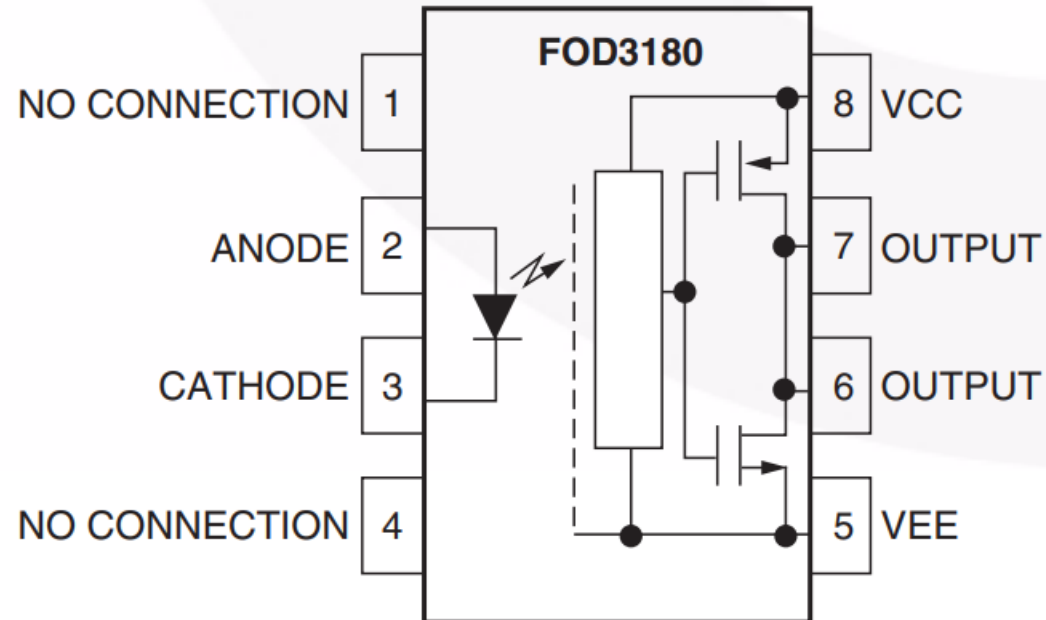 FOD3180
NO CONNECTION 1
8 VCC
ANODE 2
7 OUTPUT
CATHODE 3
6 OUTPUT
NO CONNECTION 4
5 VEE